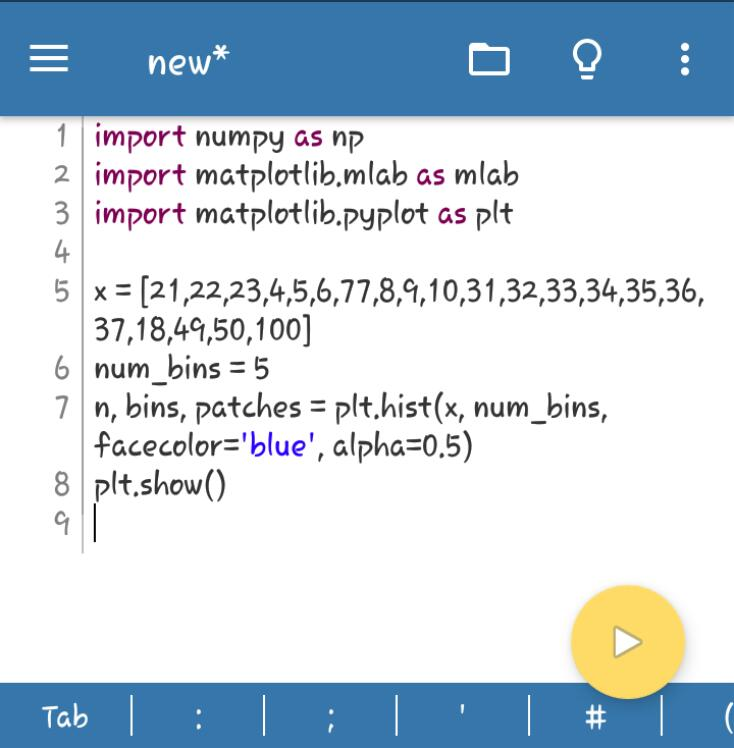 new*
1 import numpy as np
2 import matplotlib.mlab as mlab
3 import matplotlib.pyplot as plt
4
5 x = [21,22,23,4,5,6,77,8,9,10,31,32,33,34,35,36,
37,18,49,50,100]
6 num_bins = 5
7 n, bins, patches = plt.hist(x, num_bins,
facecolor='blue', alpha=0.5)
8 plt.show()
9
Tab : ; ' # (